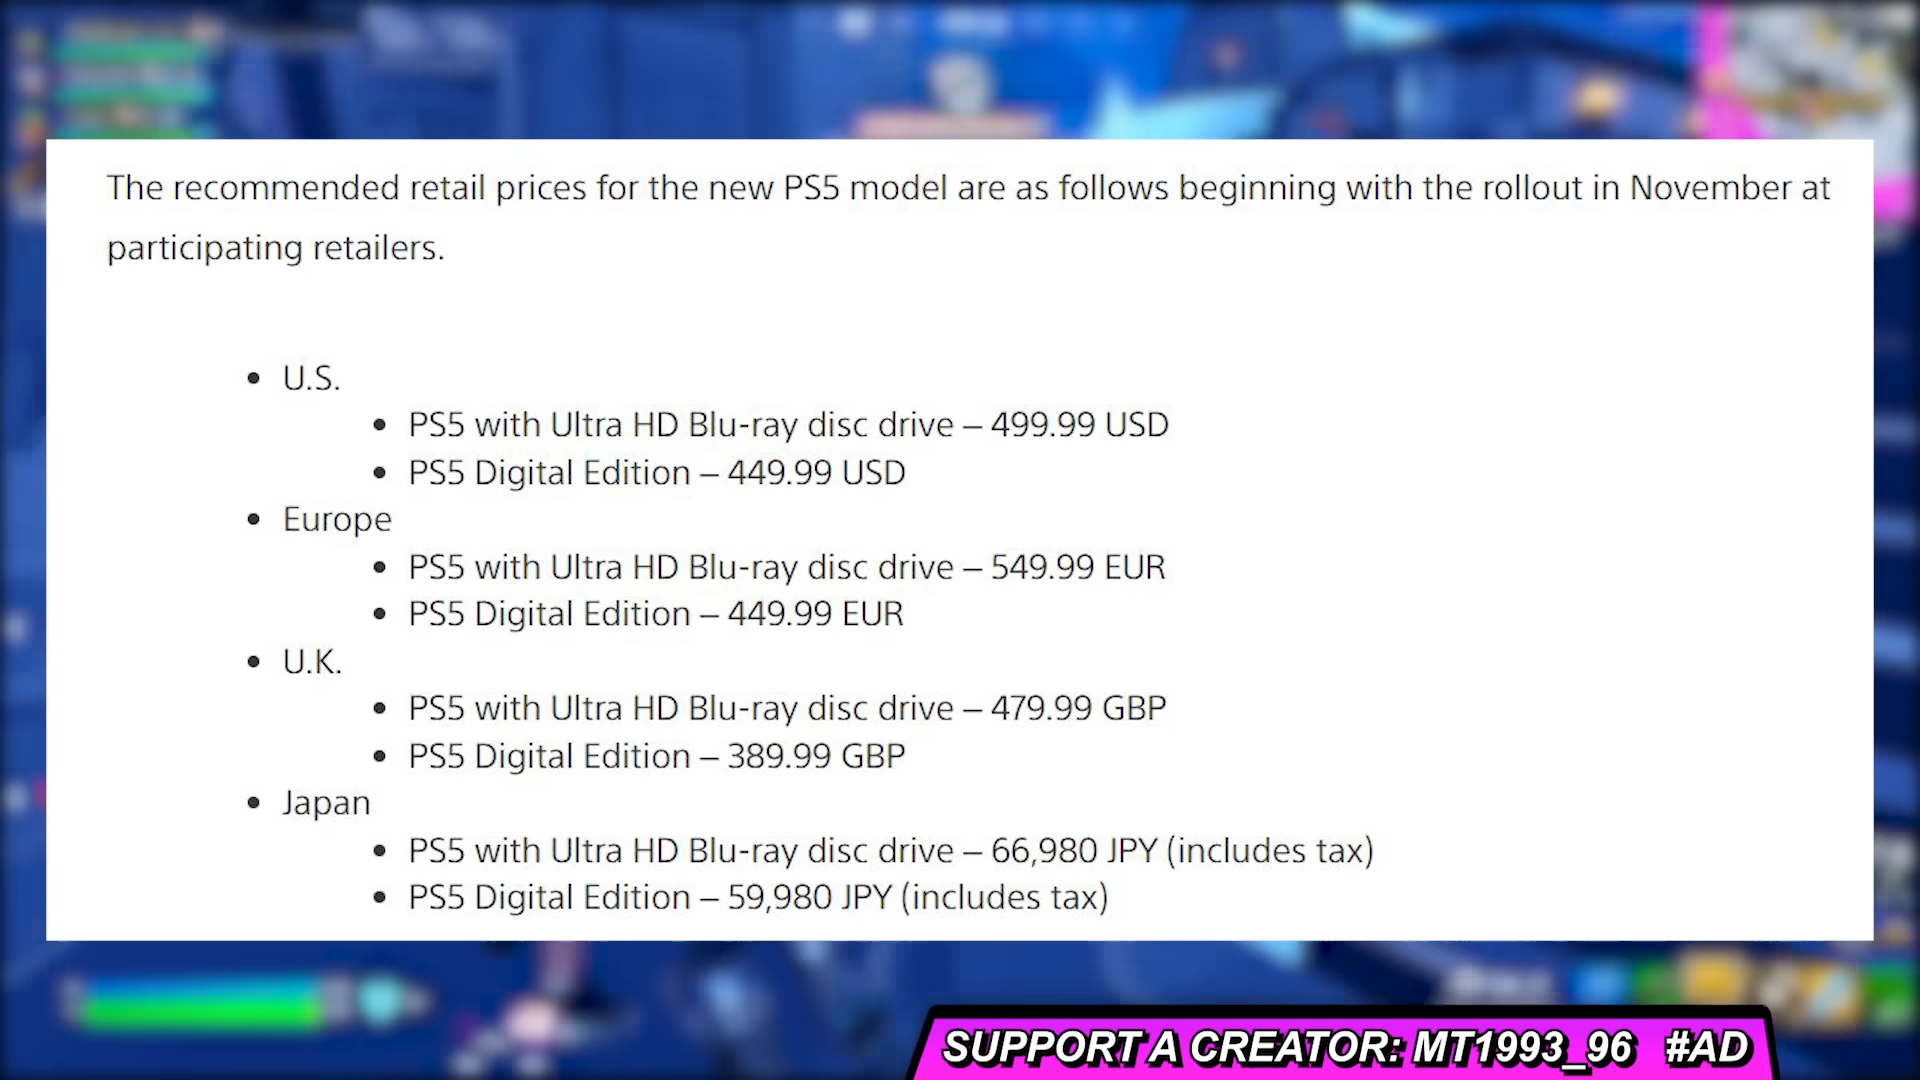 The recommended retail prices for the new PS5 model are as follows beginning with the rollout in November at
participating retailers.
• U.S.
• PS5 with Ultra HD Blu-ray disc drive – 499.99 USD
• PS5 Digital Edition – 449.99 USD
• Europe
• PS5 with Ultra HD Blu-ray disc drive – 549.99 EUR
• PS5 Digital Edition – 449.99 EUR
• U.K.
• PS5 with Ultra HD Blu-ray disc drive – 479.99 GBP
• PS5 Digital Edition – 389.99 GBP
• Japan
• PS5 with Ultra HD Blu-ray disc drive – 66,980 JPY (includes tax)
• PS5 Digital Edition – 59,980 JPY (includes tax)
SUPPORT A CREATOR: MT1993_96 #AD